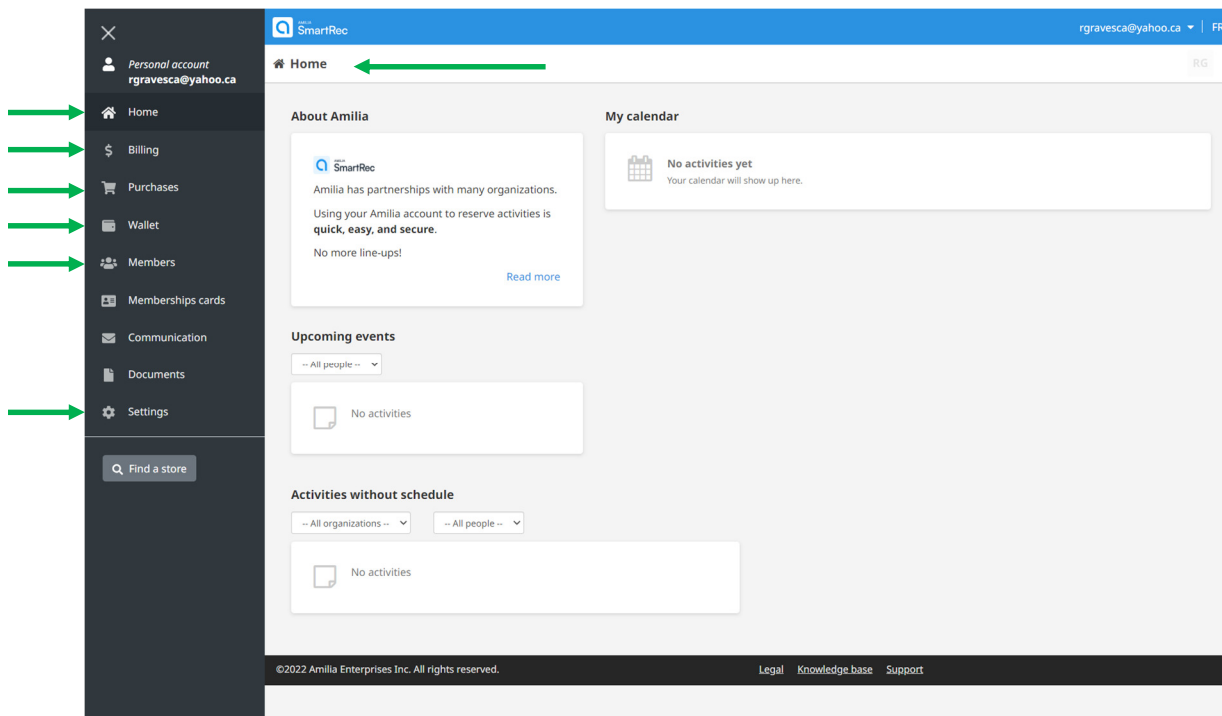 Personal account
rgravesca@yahoo.ca
Home
Billing
Purchases
Wallet
Members
Memberships cards
Communication
Documents
Settings
Find a store
AMILIA
SmartRec
rgravesca@yahoo.ca
FR
Home
RG
About Amilia
AMILIA
SmartRec
Amilia has partnerships with many organizations.
Using your Amilia account to reserve activities is
quick, easy, and secure.
No more line-ups!
Read more
My calendar
No activities yet
Your calendar will show up here.
Upcoming events
-- All people --
No activities
Activities without schedule
-- All organizations -- -- All people --
No activities
©2022 Amilia Enterprises Inc. All rights reserved.
Legal Knowledge base Support